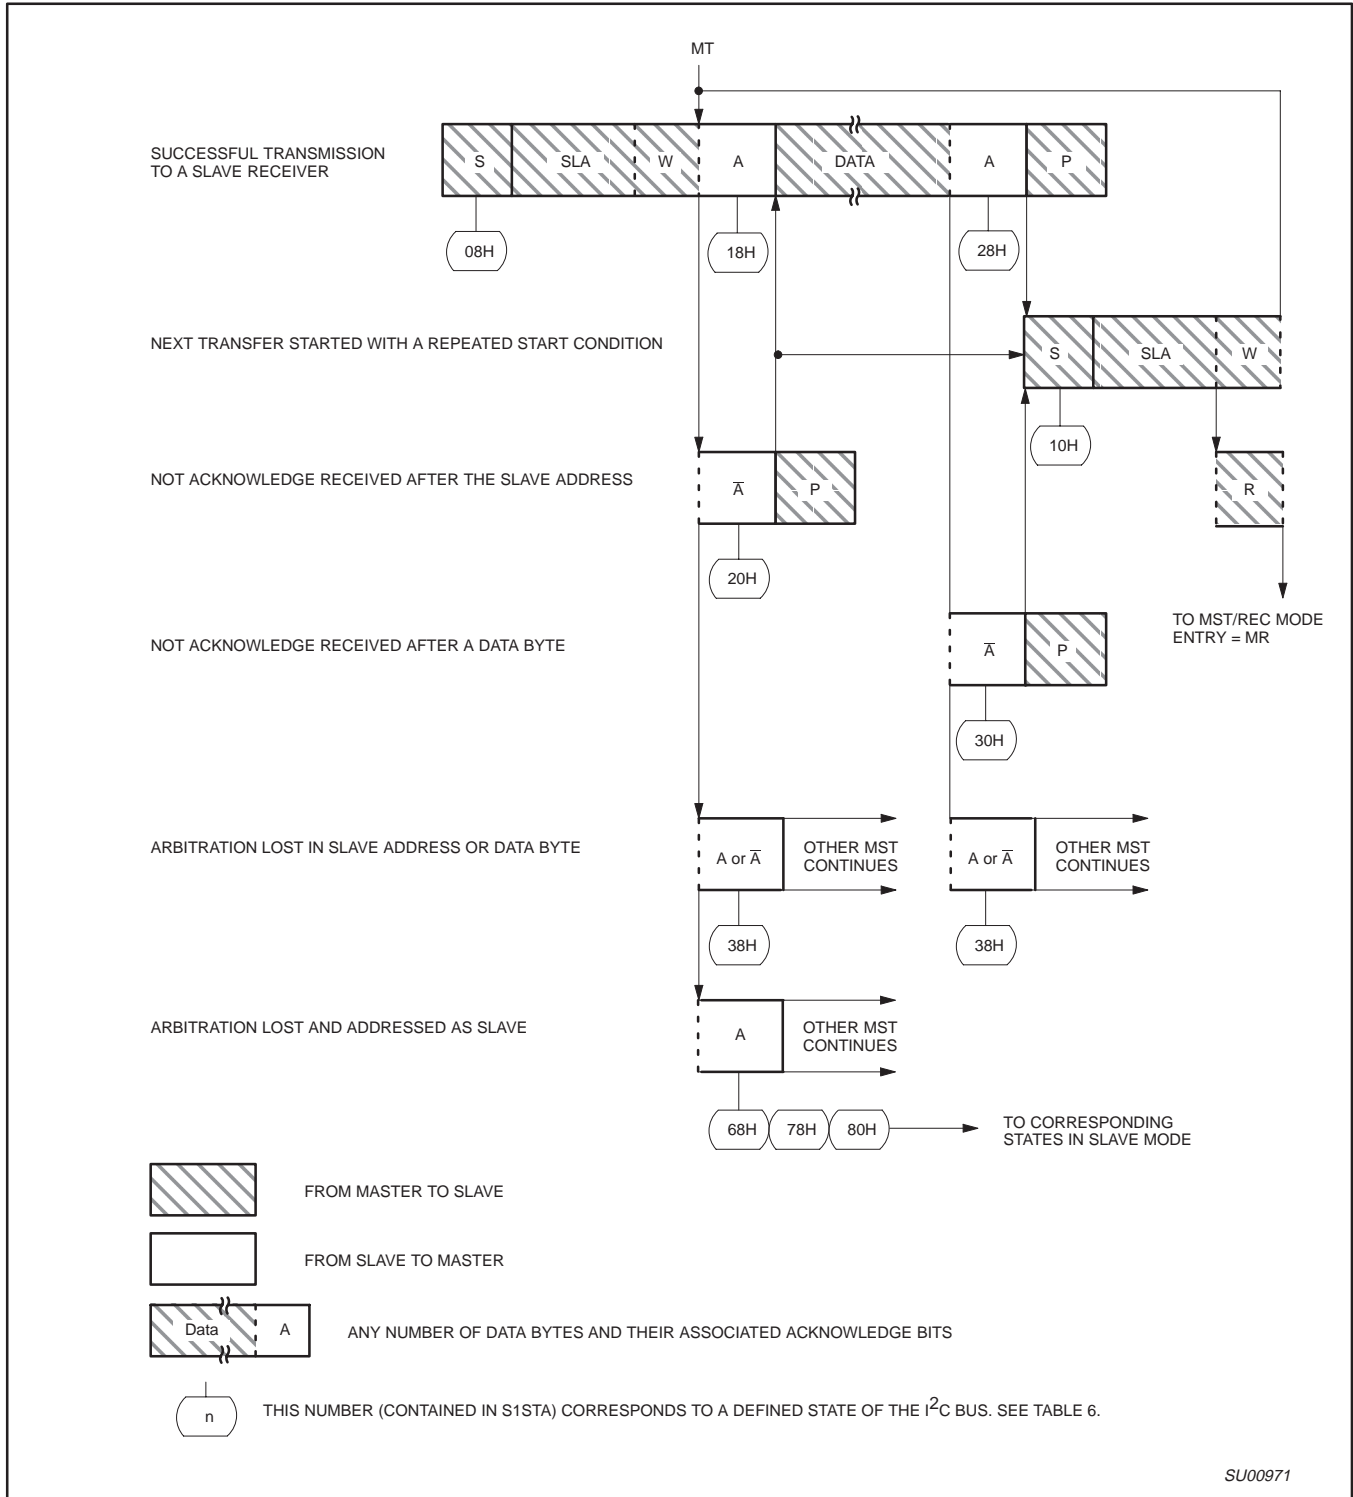 MT
SUCCESSFUL TRANSMISSION
TO A SLAVE RECEIVER
S SLA W A DATA A P
08H 18H 28H
NEXT TRANSFER STARTED WITH A REPEATED START CONDITION
S SLA W
10H
NOT ACKNOWLEDGE RECEIVED AFTER THE SLAVE ADDRESS
A̅ P
R
20H
TO MST/REC MODE
ENTRY = MR
NOT ACKNOWLEDGE RECEIVED AFTER A DATA BYTE
A̅ P
30H
ARBITRATION LOST IN SLAVE ADDRESS OR DATA BYTE
A or A̅
OTHER MST
CONTINUES
A or A̅
OTHER MST
CONTINUES
38H 38H
ARBITRATION LOST AND ADDRESSED AS SLAVE
A
OTHER MST
CONTINUES
68H 78H 80H
TO CORRESPONDING
STATES IN SLAVE MODE
FROM MASTER TO SLAVE
FROM SLAVE TO MASTER
Data A
ANY NUMBER OF DATA BYTES AND THEIR ASSOCIATED ACKNOWLEDGE BITS
n
THIS NUMBER (CONTAINED IN S1STA) CORRESPONDS TO A DEFINED STATE OF THE I²C BUS. SEE TABLE 6.
SU00971